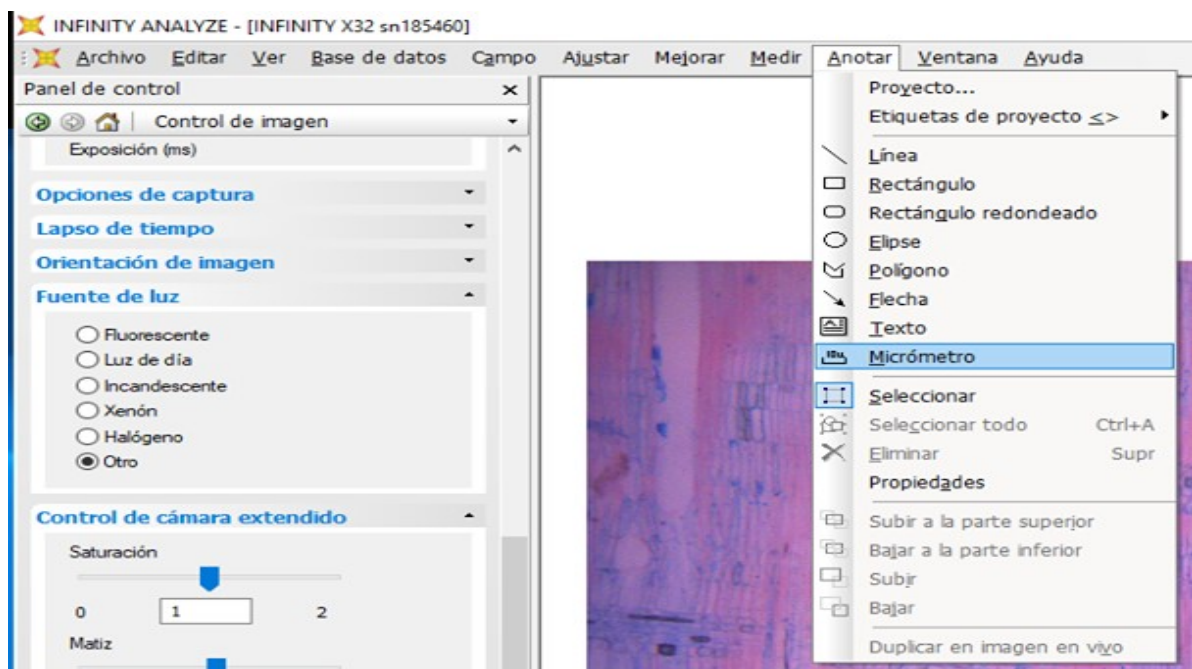 INFINITY ANALYZE - [INFINITY X32 sn185460]
Archivo Editar Ver Base de datos Campo Ajustar Mejorar Medir Anotar Ventana Ayuda
Panel de control
Control de imagen
Exposición (ms)
Opciones de captura
Lapso de tiempo
Orientación de imagen
Fuente de luz
Fluorescente
Luz de día
Incandescente
Xenón
Halógeno
Otro
Control de cámara extendido
Saturación
0 1 2
Matiz
Proyecto...
Etiquetas de proyecto <>
Línea
Rectángulo
Rectángulo redondeado
Elipse
Polígono
Flecha
Texto
Micrómetro
Seleccionar
Seleccionar todo Ctrl+A
Eliminar Supr
Propiedades
Subir a la parte superior
Bajar a la parte inferior
Subir
Bajar
Duplicar en imagen en vivo